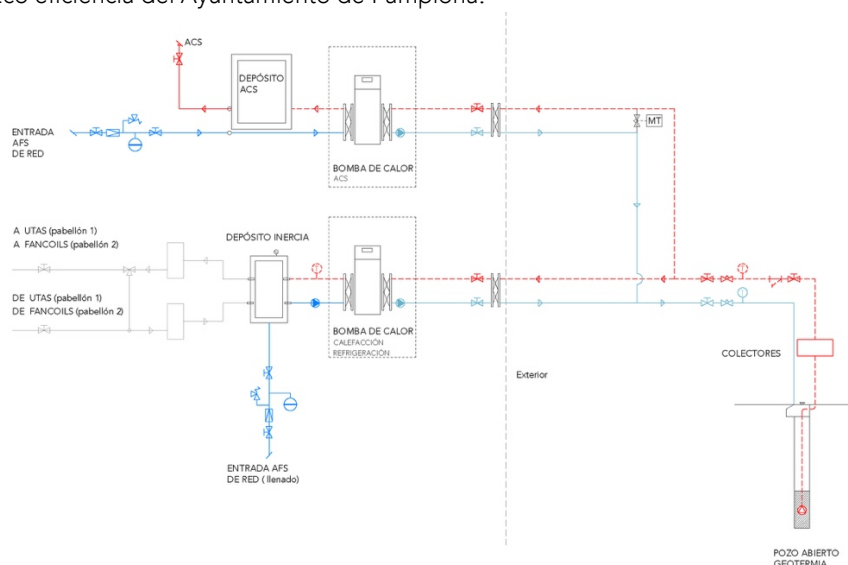 eficiencia del Ayuntamiento de Pamplona.
ACS
DEPÓSITO
ACS
ENTRADA
AFS
DE RED
BOMBA DE CALOR
ACS
MT
A UTAS (pabellón 1)
A FANCOILS (pabellón 2)
DEPÓSITO INERCIA
DE UTAS (pabellón 1)
DE FANCOILS (pabellón 2)
BOMBA DE CALOR
CALEFACCIÓN
REFRIGERACIÓN
COLECTORES
Exterior
ENTRADA AFS
DE RED ( llenado)
POZO ABIERTO
GEOTERMIA